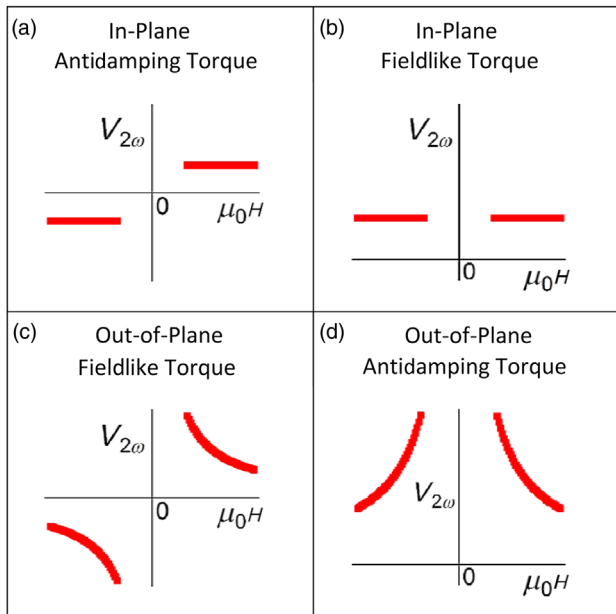 (a) In-Plane
Antidamping Torque
V2ω
0
μ0H
(b) In-Plane
Fieldlike Torque
V2ω
0
μ0H
(c) Out-of-Plane
Fieldlike Torque
V2ω
0
μ0H
(d) Out-of-Plane
Antidamping Torque
V2ω
0
μ0H